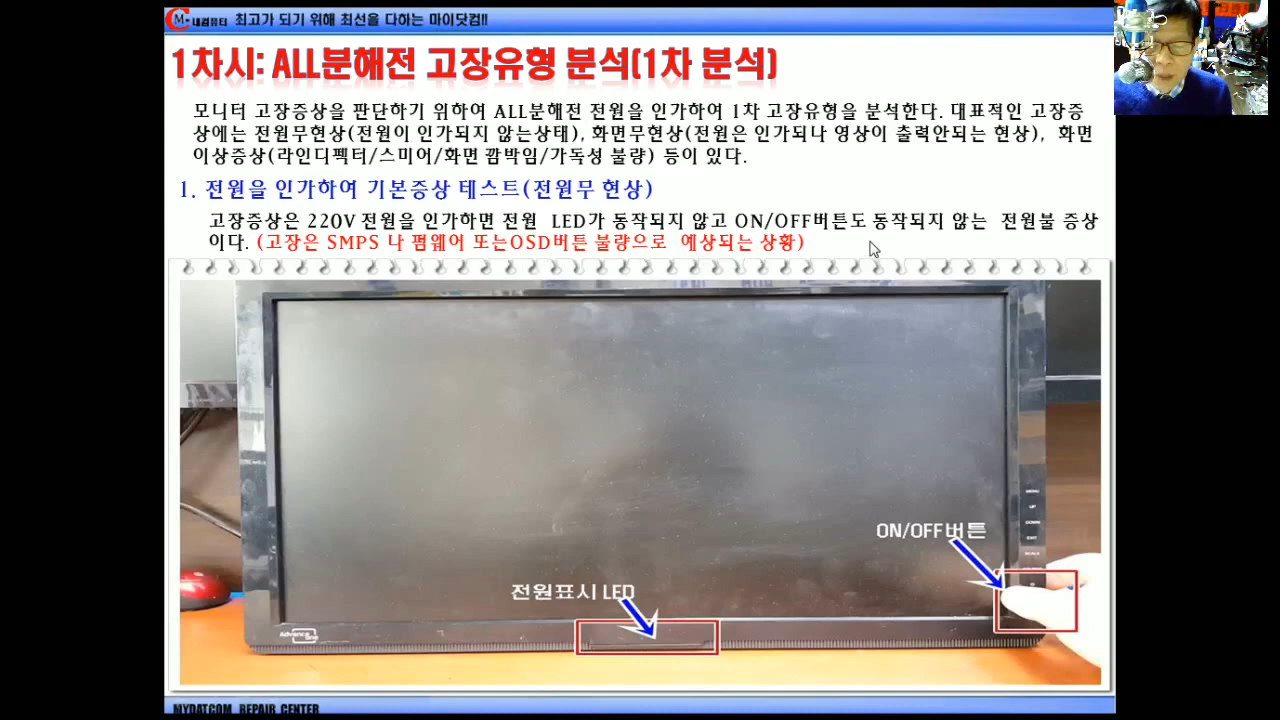 CM- 내컴퓨터 최고가 되기 위해 최선을 다하는 마이닷컴!!
1차시: ALL분해전 고장유형 분석(1차 분석)
모니터 고장증상을 판단하기 위하여 ALL분해전 전원을 인가하여 1차 고장유형을 분석한다. 대표적인 고장증
상에는 전원무현상(전원이 인가되지 않는상태), 화면무현상(전원은 인가되나 영상이 출력안되는 현상), 화면
이상증상(라인디펙터/스미어/화면 깜박임/가독성 불량) 등이 있다.
1. 전원을 인가하여 기본증상 테스트(전원무 현상)
고장증상은 220V 전원을 인가하면 전원 LED가 동작되지 않고 ON/OFF버튼도 동작되지 않는 전원불 증상
이다. (고장은 SMPS 나 펌웨어 또는OSD버튼 불량으로 예상되는 상황)
MENU
UP
DOWN
EXIT
ON/OFF버튼
전원표시 LED
Advance One
MYDATCOM REPAIR CENTER